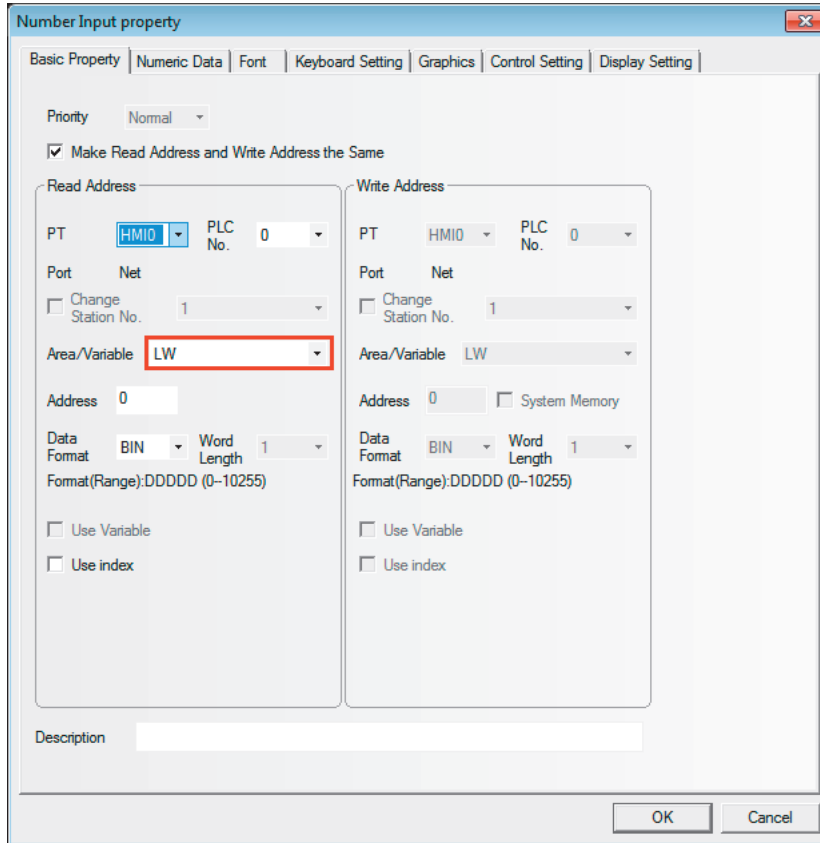 Number Input property
Basic Property Numeric Data Font Keyboard Setting Graphics Control Setting Display Setting
Priority Normal
Make Read Address and Write Address the Same
Read Address
PT HMI0 PLC No. 0
Port Net
Change Station No. 1
Area/Variable LW
Address 0
Data Format BIN Word Length 1
Format(Range):DDDDD (0--10255)
Use Variable
Use index
Write Address
PT HMI0 PLC No. 0
Port Net
Change Station No. 1
Area/Variable LW
Address 0 System Memory
Data Format BIN Word Length 1
Format(Range):DDDDD (0--10255)
Use Variable
Use index
Description
OK Cancel